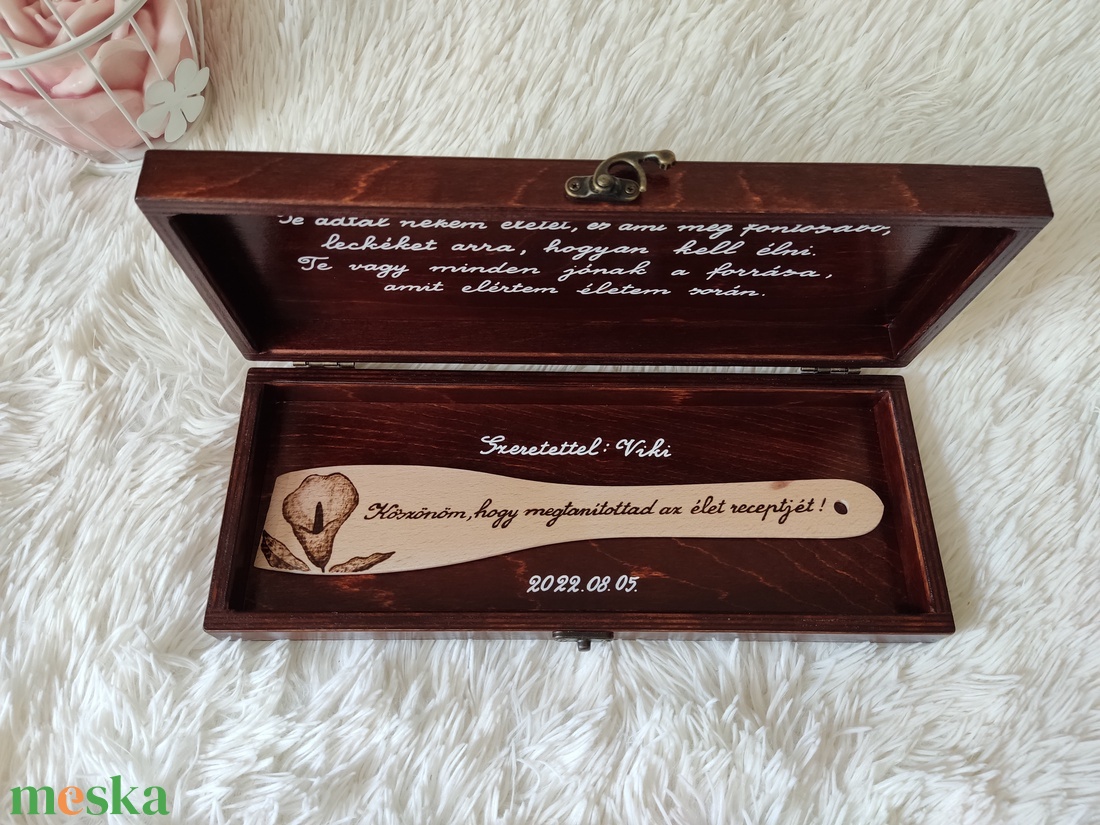 Te adtál nekem életet, és ami még fontosabb,
leckéket arra, hogyan kell élni.
Te vagy minden jónak a forrása,
amit elértem életem során.
Szeretettel: Viki
Köszönöm, hogy megtanítottad az élet receptjét!
2022.08.05.
meska